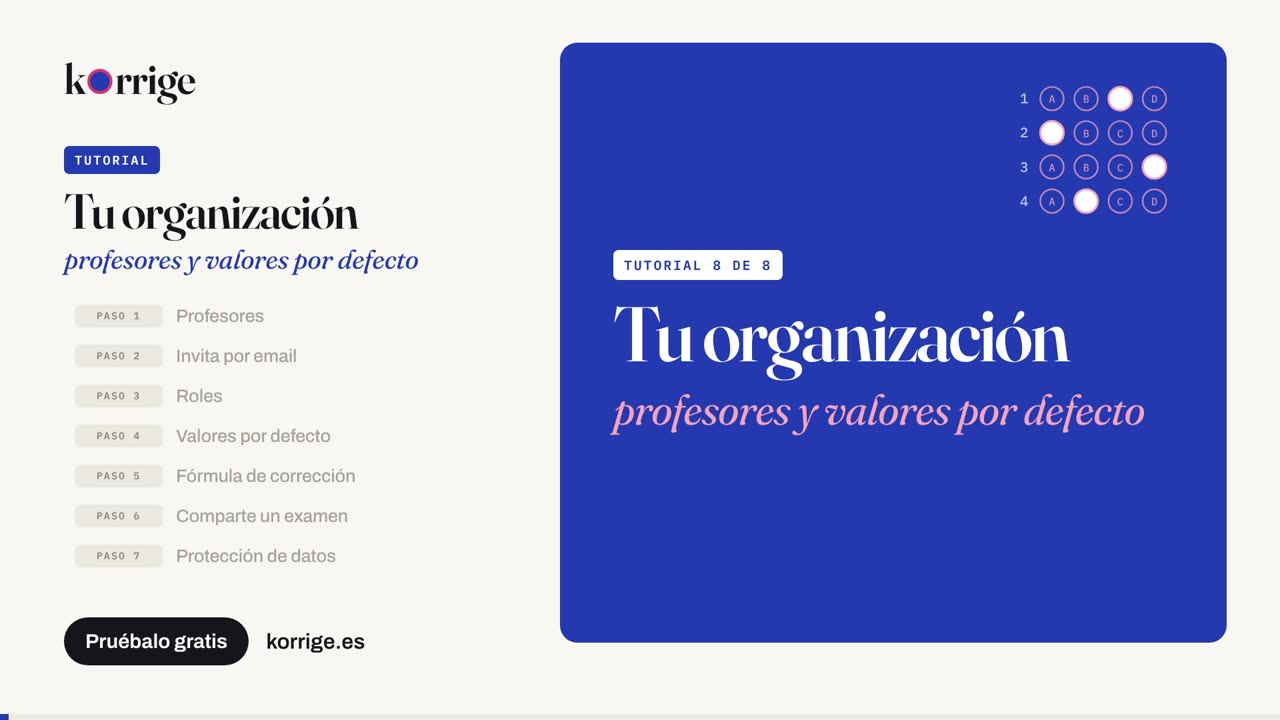 korrige
TUTORIAL
Tu organización
profesores y valores por defecto
PASO 1 Profesores
PASO 2 Invita por email
PASO 3 Roles
PASO 4 Valores por defecto
PASO 5 Fórmula de corrección
PASO 6 Comparte un examen
PASO 7 Protección de datos
Pruébalo gratis korrige.es
1 A B D
2 B C D
3 A B C
4 A C D
TUTORIAL 8 DE 8
Tu organización
profesores y valores por defecto